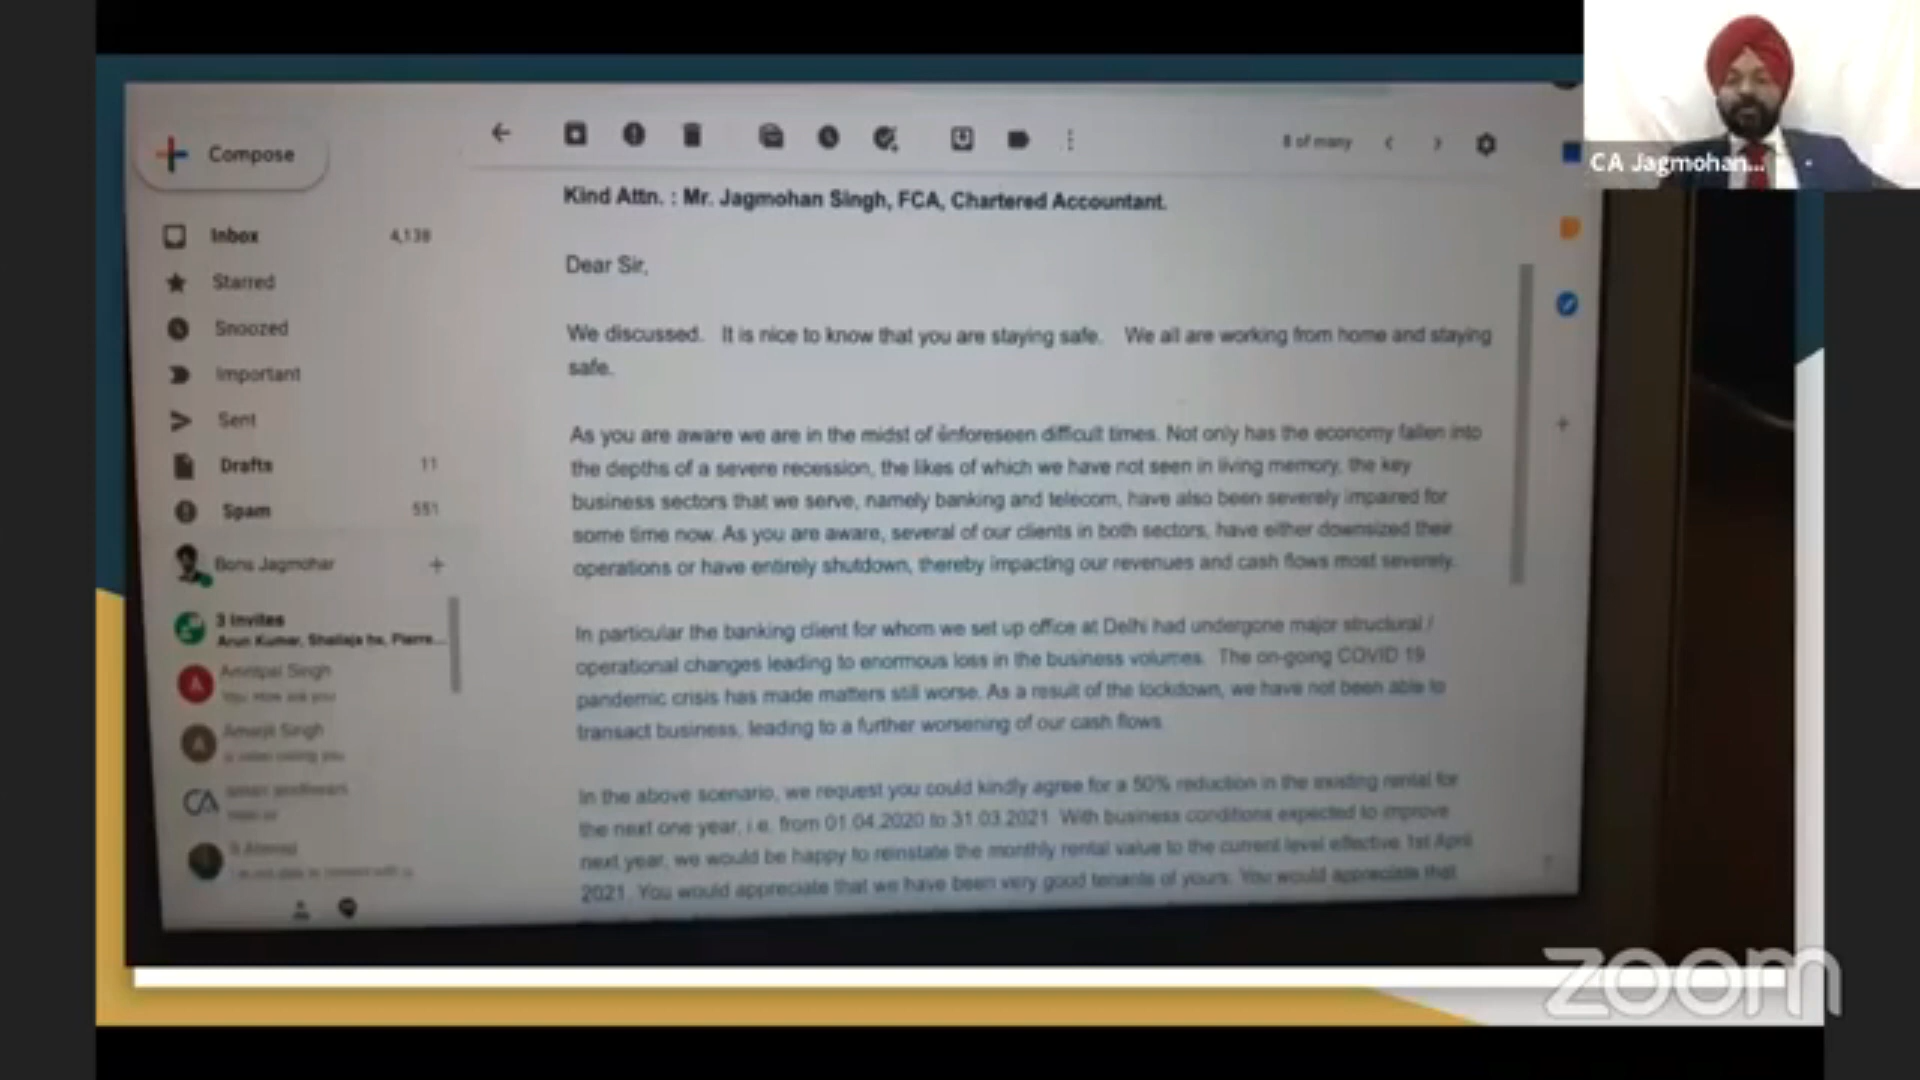 Compose
Inbox 4,138
Starred
Snoozed
Important
Sent
Drafts 11
Spam 551
Bons Jagmohar
3 Invites
Arun Kumar, Shailaja hs, Pierre...
Amritpal Singh
Amarjit Singh
8 of many
Kind Attn. : Mr. Jagmohan Singh, FCA, Chartered Accountant.
Dear Sir,
We discussed. It is nice to know that you are staying safe. We all are working from home and staying
safe.
As you are aware we are in the midst of unforeseen difficult times. Not only has the economy fallen into
the depths of a severe recession, the likes of which we have not seen in living memory, the key
business sectors that we serve, namely banking and telecom, have also been severely impaired for
some time now. As you are aware, several of our clients in both sectors, have either downsized their
operations or have entirely shutdown, thereby impacting our revenues and cash flows most severely.
In particular the banking client for whom we set up office at Delhi had undergone major structural /
operational changes leading to enormous loss in the business volumes. The on-going COVID 19
pandemic crisis has made matters still worse. As a result of the lockdown, we have not been able to
transact business, leading to a further worsening of our cash flows.
In the above scenario, we request you could kindly agree for a 50% reduction in the existing rental for
the next one year, i.e. from 01.04.2020 to 31.03.2021. With business conditions expected to improve
next year, we would be happy to reinstate the monthly rental value to the current level effective 1st April
2021. You would appreciate that we have been very good tenants of yours. You would appreciate that
CA Jagmohan...
zoom